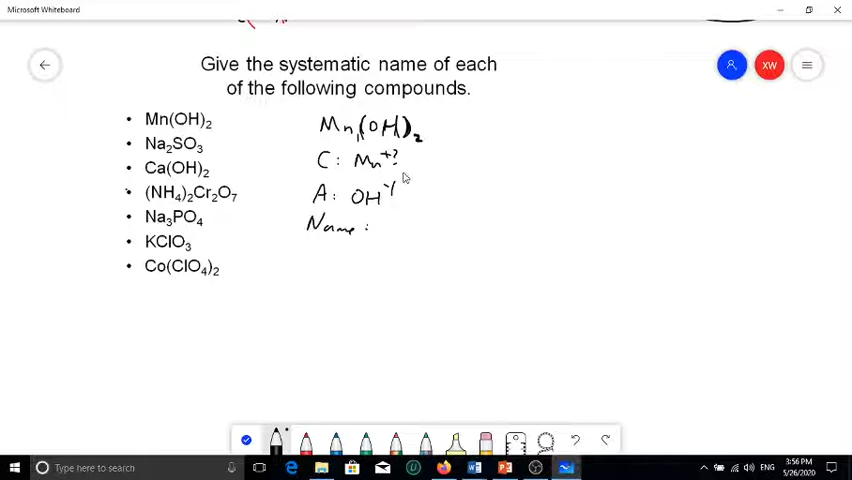 Microsoft Whiteboard
Give the systematic name of each
of the following compounds.
XW
• Mn(OH)₂
• Na₂SO₃
• Ca(OH)₂
• (NH₄)₂Cr₂O₇
• Na₃PO₄
• KClO₃
• Co(ClO₄)₂
Mn₁(OH)₂
C: Mn⁺?
A: OH⁻¹
Name:
Type here to search
ENG
3:56 PM
5/26/2020